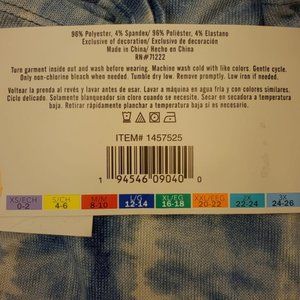 96% Polyester, 4% Spandex/ 96% Poliéster, 4% Elastano
Exclusive of decoration/ Exclusivo de decoración
Made in China/ Hecho en China
RN#71222
Turn garment inside out and wash before wearing. Machine wash cold with like colors. Gentle cycle.
Only non-chlorine bleach when needed. Tumble dry low. Remove promptly. Low iron if needed.
Voltear la prenda al revés y lavar antes de usar. Lavar a máquina en agua fría y con colores similares.
Ciclo delicado. Solamente blanqueador sin cloro cuando se necesite. Secar en secadora a temperatura
baja. Retirar rápidamente planchar a temperatura baja si es necesario.
ITEM# 1457525
1 94546 09040 0
XS/ECH S/CH M/M L/G XL/EG XXL/EEG 2X 3X
0-2 4-6 8-10 12-14 16-18 20-22 22-24 24-26